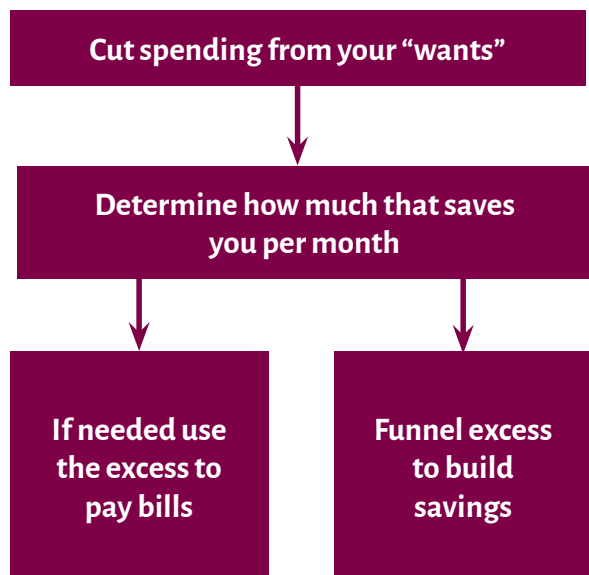 Cut spending from your “wants”
Determine how much that saves
you per month
If needed use
the excess to
pay bills
Funnel excess
to build
savings